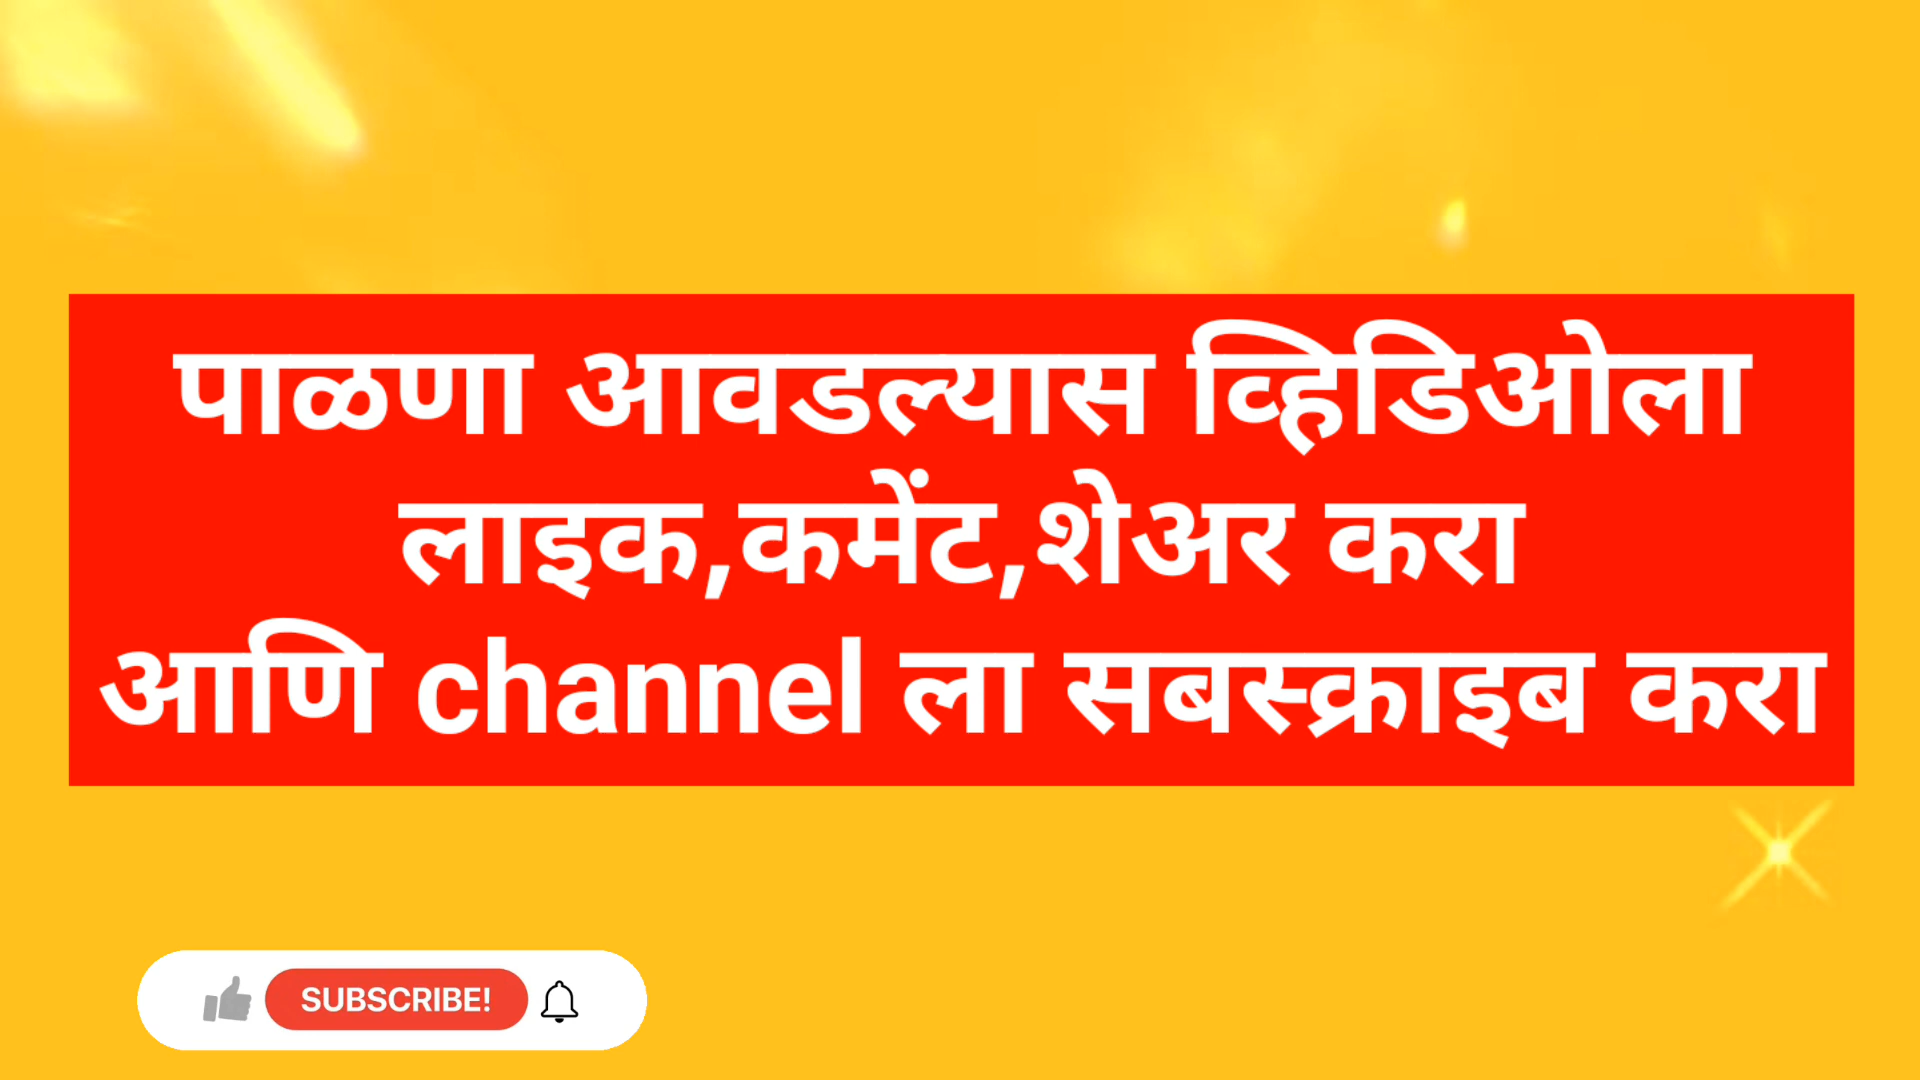 पाळणा आवडल्यास व्हिडिओला
लाइक,कमेंट,शेअर करा
आणि channel ला सबस्क्राइब करा
SUBSCRIBE!